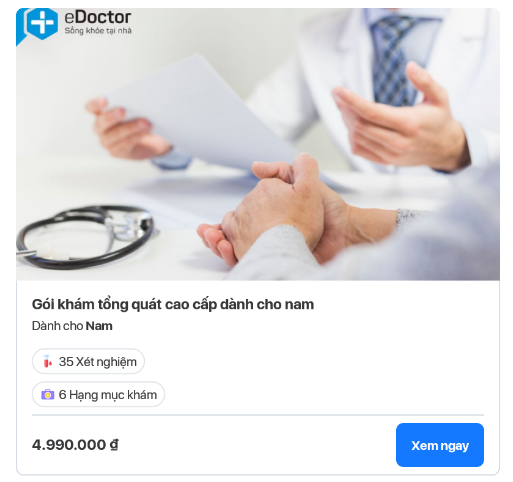 eDoctor
Sống khỏe tại nhà
Gói khám tổng quát cao cấp dành cho nam
Dành cho Nam
35 Xét nghiệm
6 Hạng mục khám
4.990.000 ₫
Xem ngay